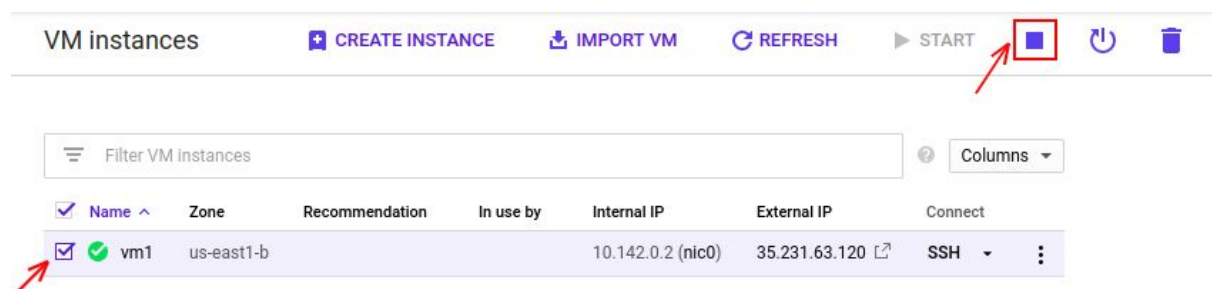 VM instances CREATE INSTANCE IMPORT VM REFRESH START
Filter VM instances ? Columns
Name Zone Recommendation In use by Internal IP External IP Connect
vm1 us-east1-b 10.142.0.2 (nic0) 35.231.63.120 SSH